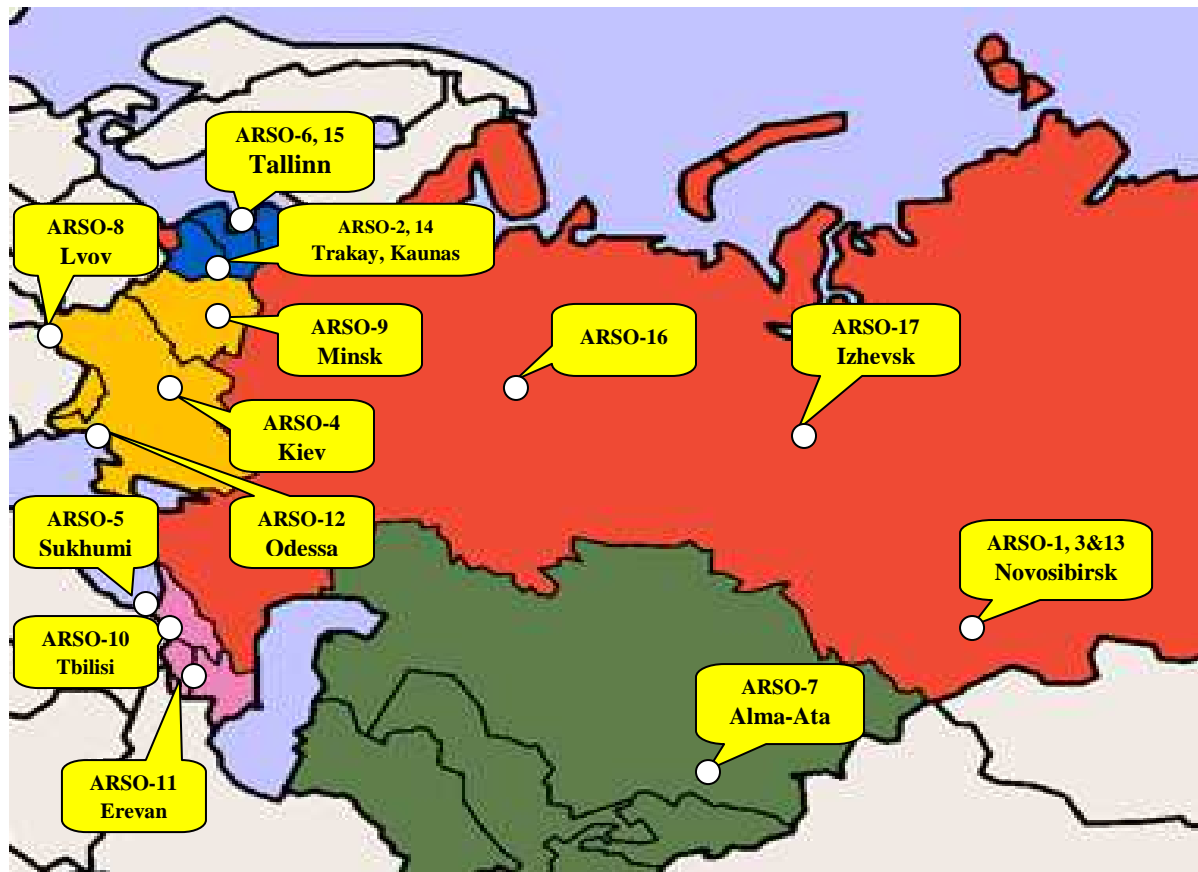 ARSO-6, 15
Tallinn
ARSO-8
Lvov
ARSO-2, 14
Trakay, Kaunas
ARSO-9
Minsk
ARSO-16
ARSO-17
Izhevsk
ARSO-4
Kiev
ARSO-5
Sukhumi
ARSO-12
Odessa
ARSO-1, 3&13
Novosibirsk
ARSO-10
Tbilisi
ARSO-7
Alma-Ata
ARSO-11
Erevan